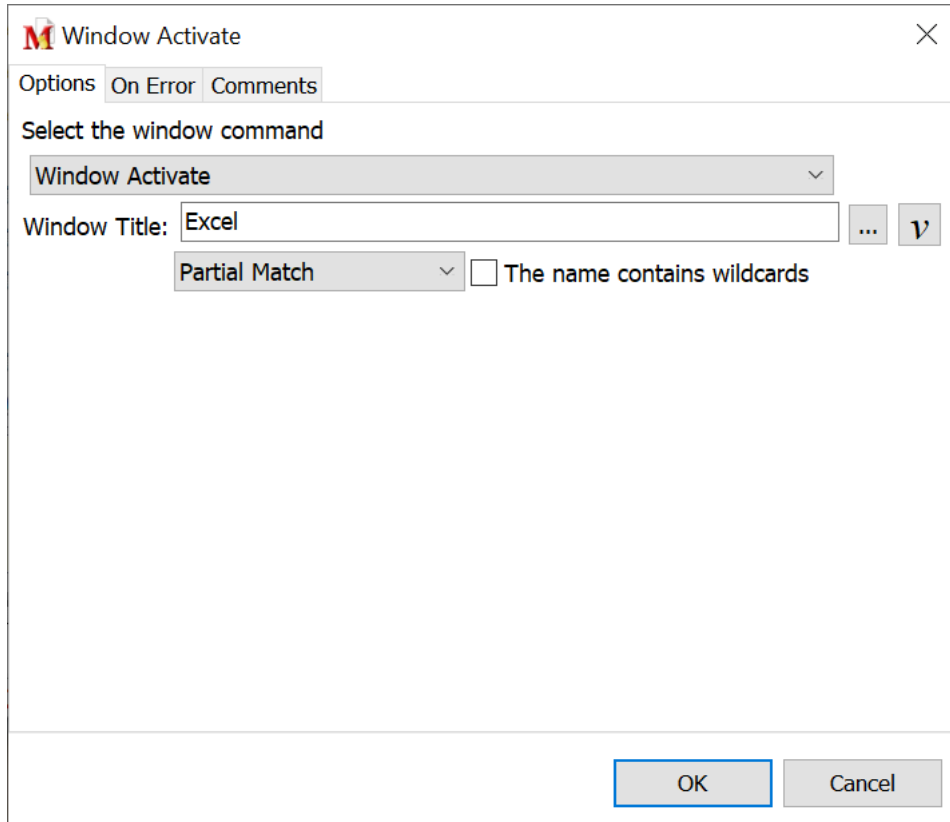 Window Activate
Options On Error Comments
Select the window command
Window Activate
Window Title: Excel ... v
Partial Match The name contains wildcards
OK Cancel